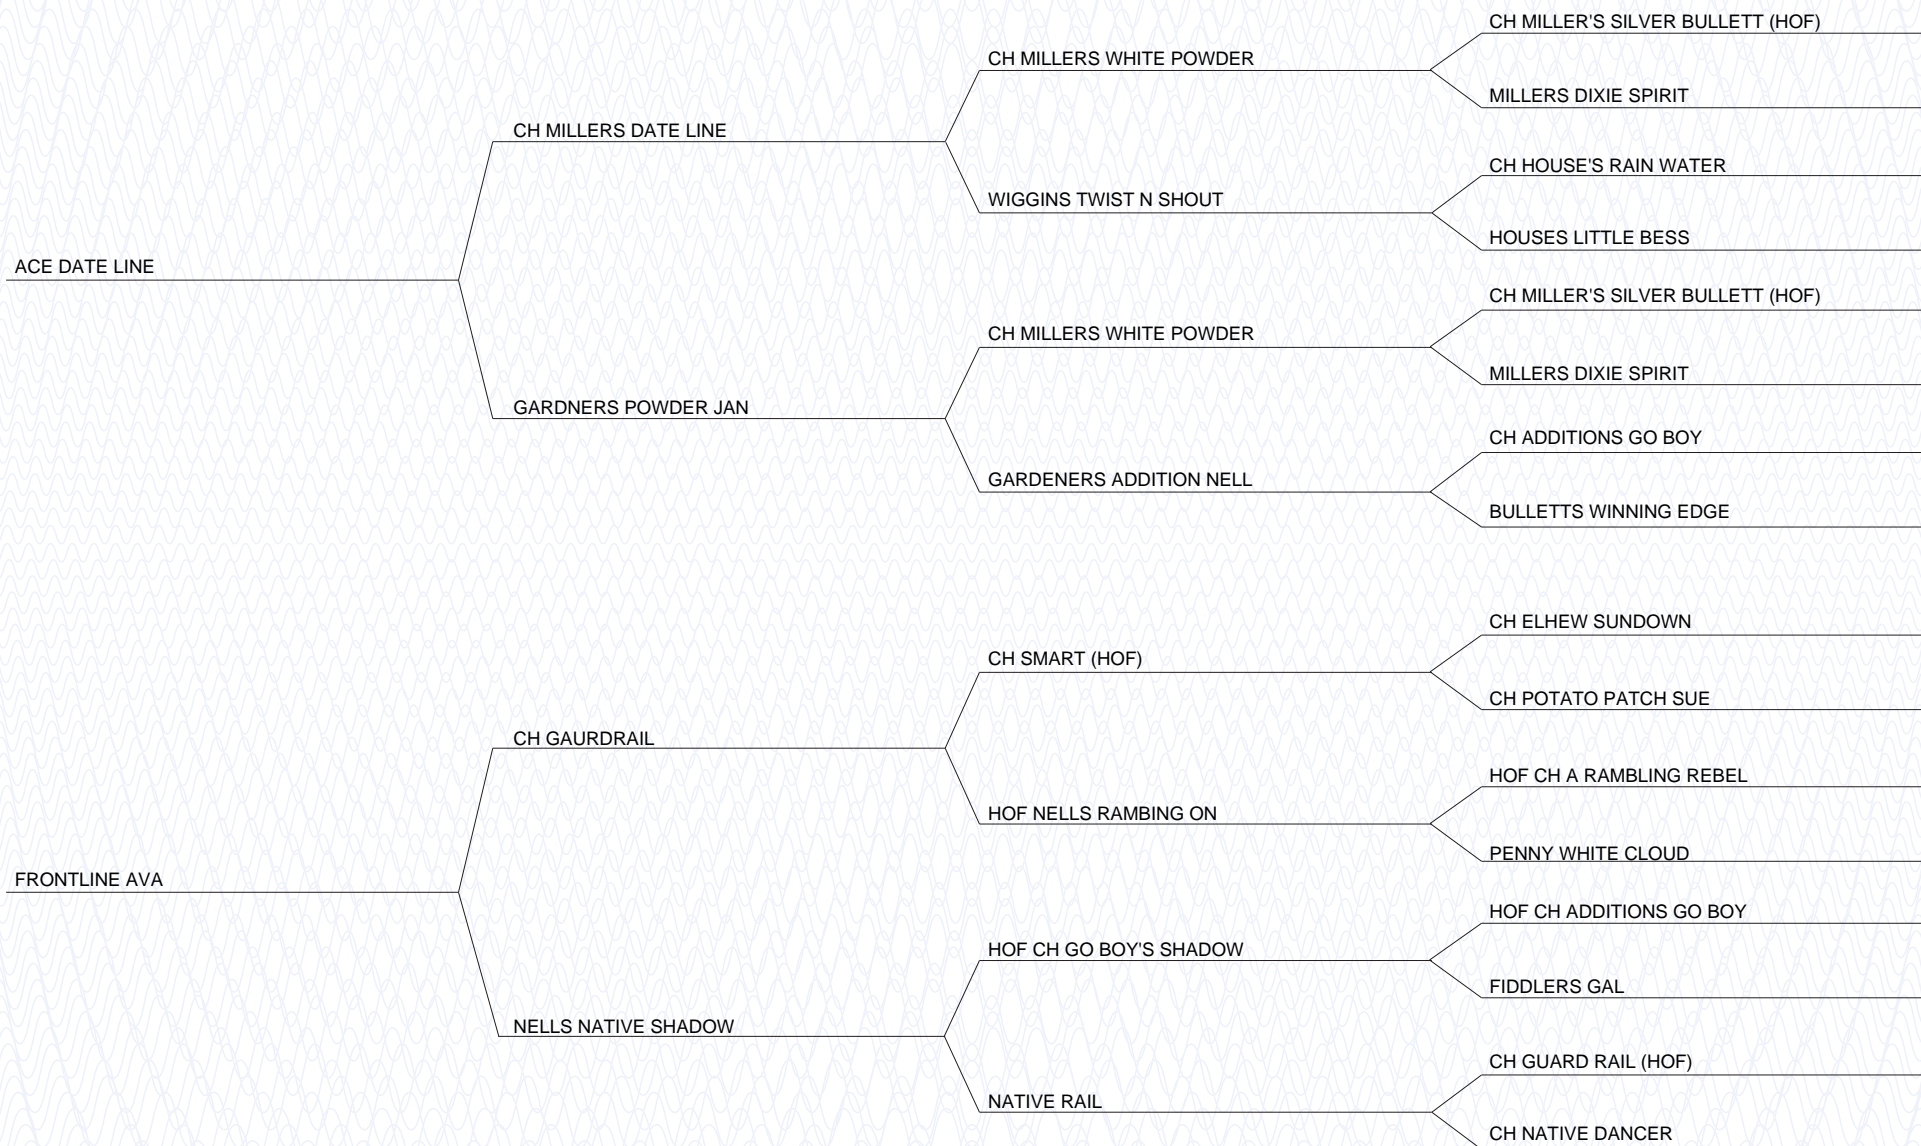 CH MILLER'S SILVER BULLETT (HOF)
CH MILLERS WHITE POWDER
MILLERS DIXIE SPIRIT
CH MILLERS DATE LINE
CH HOUSE'S RAIN WATER
WIGGINS TWIST N SHOUT
HOUSES LITTLE BESS
ACE DATE LINE
CH MILLER'S SILVER BULLETT (HOF)
CH MILLERS WHITE POWDER
MILLERS DIXIE SPIRIT
GARDNERS POWDER JAN
CH ADDITIONS GO BOY
GARDENERS ADDITION NELL
BULLETTS WINNING EDGE
CH ELHEW SUNDOWN
CH SMART (HOF)
CH POTATO PATCH SUE
CH GAURDRAIL
HOF CH A RAMBLING REBEL
HOF NELLS RAMBING ON
PENNY WHITE CLOUD
FRONTLINE AVA
HOF CH ADDITIONS GO BOY
HOF CH GO BOY'S SHADOW
FIDDLERS GAL
NELLS NATIVE SHADOW
CH GUARD RAIL (HOF)
NATIVE RAIL
CH NATIVE DANCER